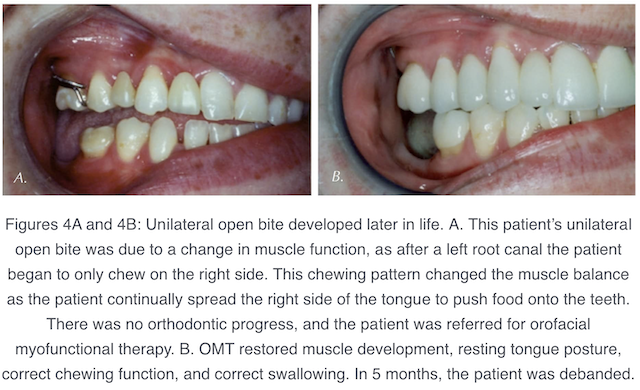 A.
B.
Figures 4A and 4B: Unilateral open bite developed later in life. A. This patient’s unilateral
open bite was due to a change in muscle function, as after a left root canal the patient
began to only chew on the right side. This chewing pattern changed the muscle balance
as the patient continually spread the right side of the tongue to push food onto the teeth.
There was no orthodontic progress, and the patient was referred for orofacial
myofunctional therapy. B. OMT restored muscle development, resting tongue posture,
correct chewing function, and correct swallowing. In 5 months, the patient was debanded.